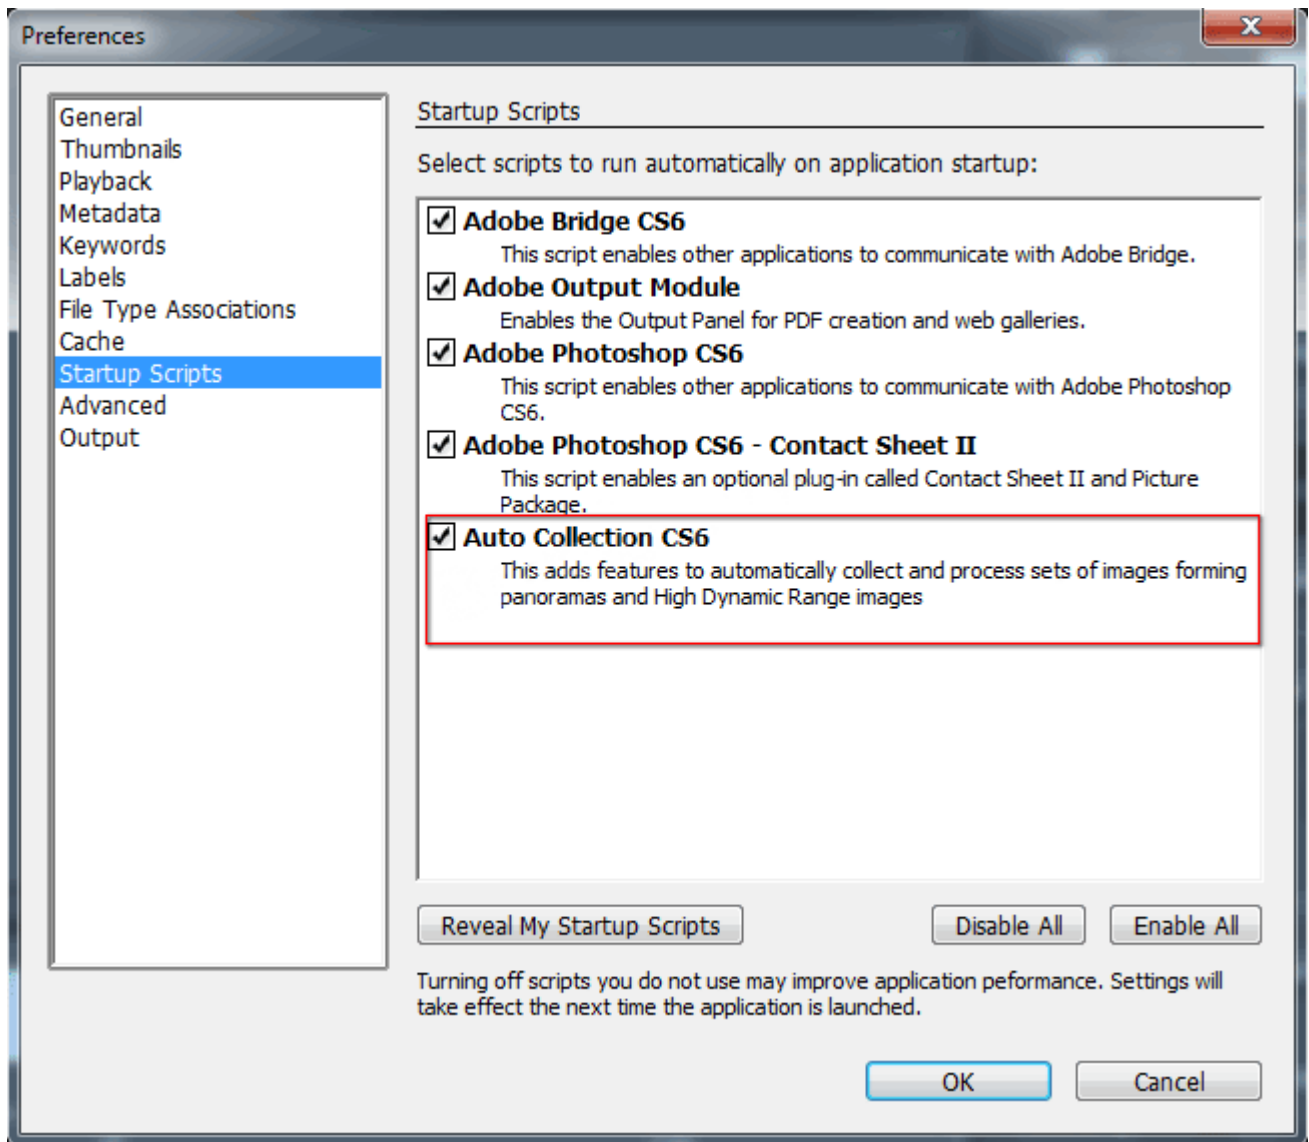 Preferences
General
Thumbnails
Playback
Metadata
Keywords
Labels
File Type Associations
Cache
Startup Scripts
Advanced
Output
Startup Scripts
Select scripts to run automatically on application startup:
Adobe Bridge CS6
This script enables other applications to communicate with Adobe Bridge.
Adobe Output Module
Enables the Output Panel for PDF creation and web galleries.
Adobe Photoshop CS6
This script enables other applications to communicate with Adobe Photoshop
CS6.
Adobe Photoshop CS6 - Contact Sheet II
This script enables an optional plug-in called Contact Sheet II and Picture
Package.
Auto Collection CS6
This adds features to automatically collect and process sets of images forming
panoramas and High Dynamic Range images
Reveal My Startup Scripts
Disable All
Enable All
Turning off scripts you do not use may improve application peformance. Settings will
take effect the next time the application is launched.
OK
Cancel